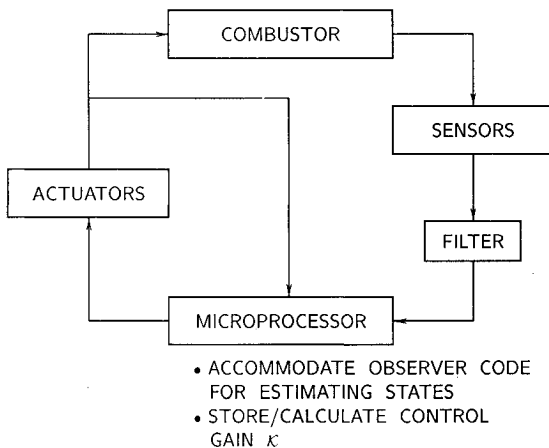 COMBUSTOR
SENSORS
ACTUATORS
FILTER
MICROPROCESSOR
• ACCOMMODATE OBSERVER CODE
FOR ESTIMATING STATES
• STORE/CALCULATE CONTROL
GAIN κ